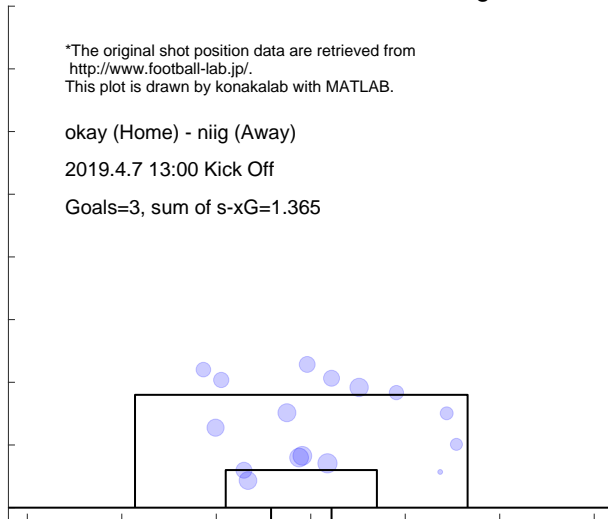 *The original shot position data are retrieved from
http://www.football-lab.jp/.
This plot is drawn by konakalab with MATLAB.
okay (Home) - niig (Away)
2019.4.7 13:00 Kick Off
Goals=3, sum of s-xG=1.365